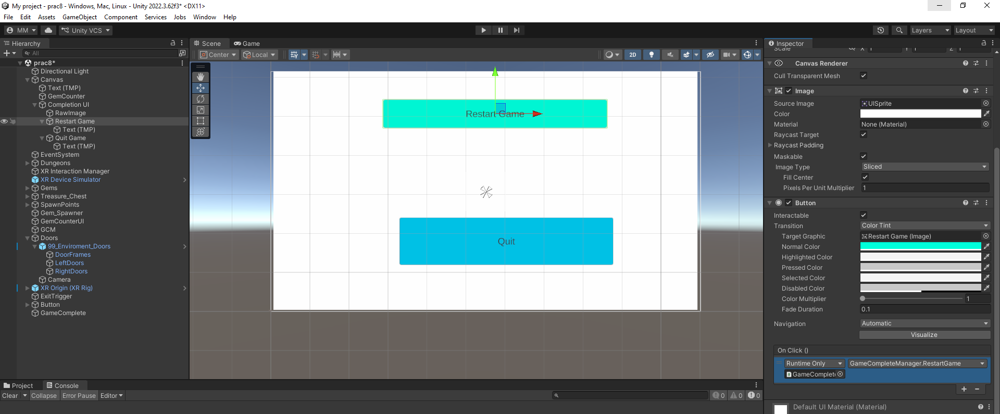 My project - prac8 - Windows, Mac, Linux - Unity 2022.3.62f3* <DX11>
File Edit Assets GameObject Component Services Jobs Window Help
MM Unity VCS Layers Layout
Hierarchy
All
prac8*
Directional Light
Canvas
Text (TMP)
GemCounter
Completion UI
RawImage
Restart Game
Text (TMP)
Quit Game
Text (TMP)
EventSystem
Dungeons
XR Interaction Manager
XR Device Simulator
Gems
Treasure_Chest
SpawnPoints
Gem_Spawner
GemCounterUI
GCM
Doors
99_Enviroment_Doors
DoorFrames
LeftDoors
RightDoors
Camera
XR Origin (XR Rig)
ExitTrigger
Button
GameComplete
Scene Game
Center Local 2D
Restart Game
Quit
Inspector
Scale X 1 Y 1 Z 1
Canvas Renderer
Cull Transparent Mesh
Image
Source Image UISprite
Color
Material None (Material)
Raycast Target
Raycast Padding
Maskable
Image Type Sliced
Fill Center
Pixels Per Unit Multiplier 1
Button
Interactable
Transition Color Tint
Target Graphic Restart Game (Image)
Normal Color
Highlighted Color
Pressed Color
Selected Color
Disabled Color
Color Multiplier 1
Fade Duration 0.1
Navigation Automatic
Visualize
On Click ()
Runtime Only GameCompleteManager.RestartGame
GameComplete
Default UI Material (Material)
Project Console
Clear Collapse Error Pause Editor 0 0 0